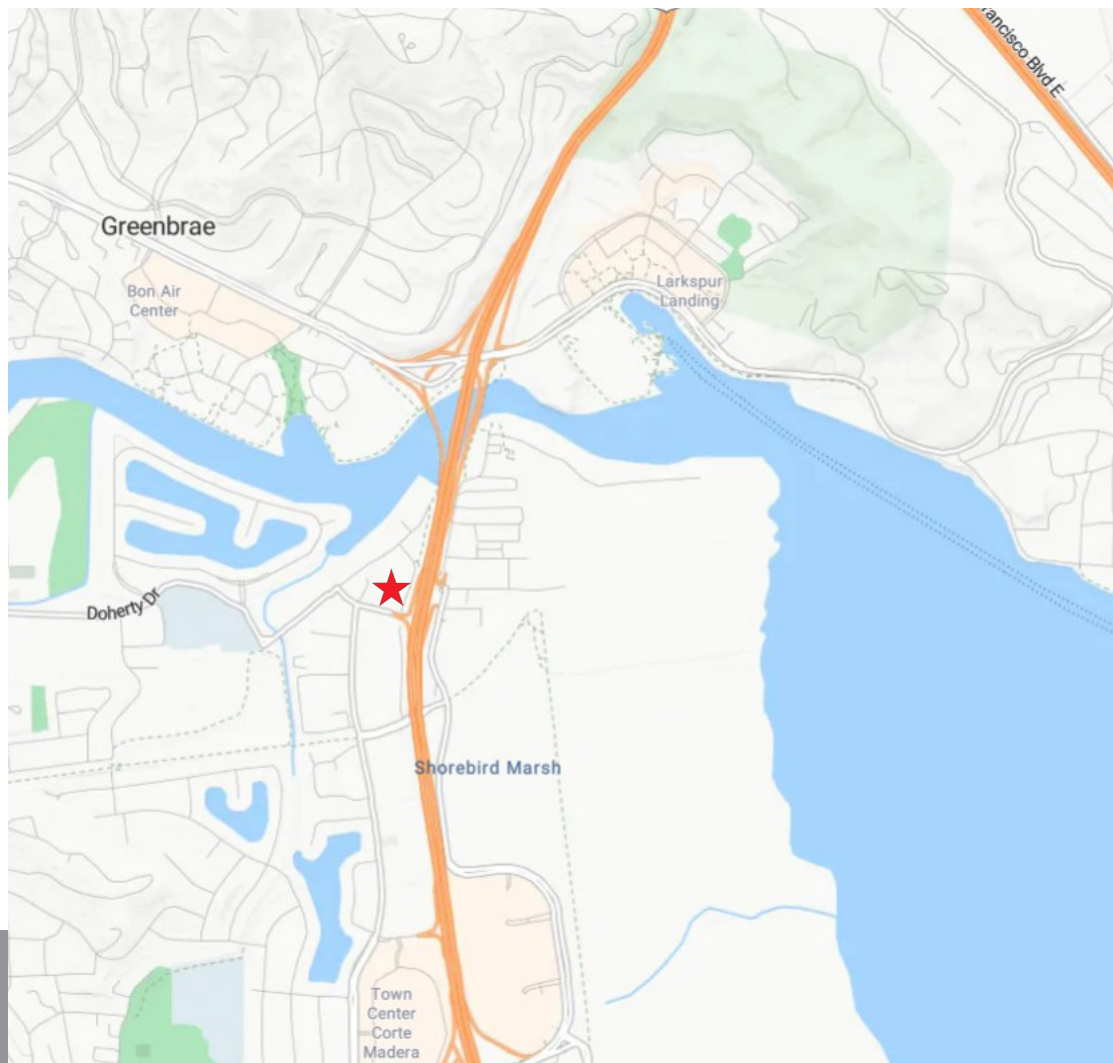 rancisco Blvd E
Greenbrae
Bon Air
Center
Larkspur
Landing
Doherty Dr
Shorebird Marsh
Town
Center
Corte
Madera